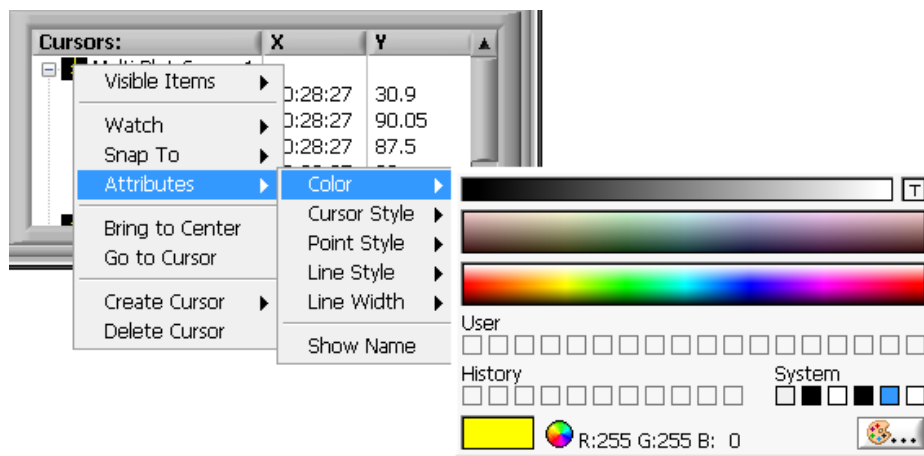 Cursors: X Y
Visible Items
0:28:27 30.9
Watch
0:28:27 90.05
Snap To
0:28:27 87.5
Attributes
Color
T
Cursor Style
Bring to Center
Point Style
Go to Cursor
Line Style
Create Cursor
Line Width
Delete Cursor
Show Name
User
History System
R:255 G:255 B: 0
...